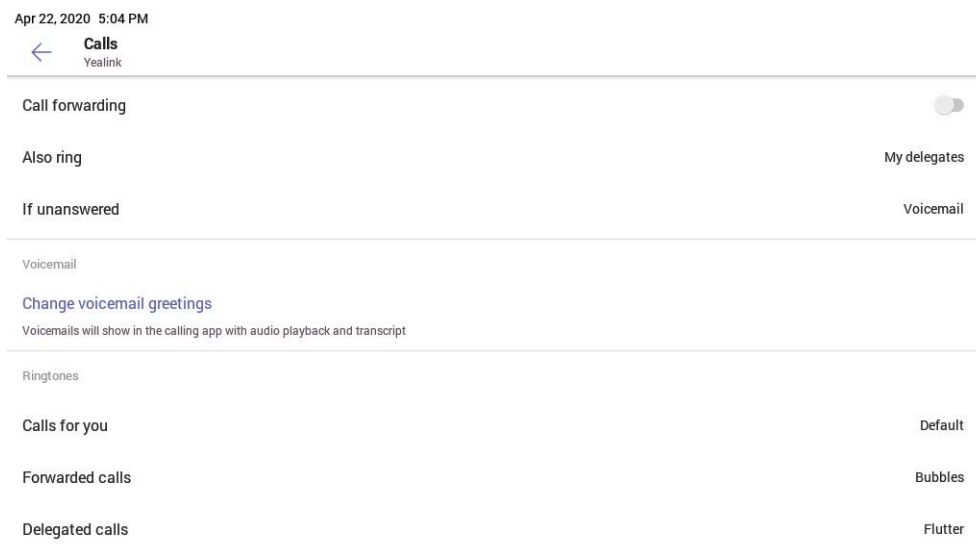 Apr 22, 2020 5:04 PM
Calls
Yealink
Call forwarding
Also ring My delegates
If unanswered Voicemail
Voicemail
Change voicemail greetings
Voicemails will show in the calling app with audio playback and transcript
Ringtones
Calls for you Default
Forwarded calls Bubbles
Delegated calls Flutter